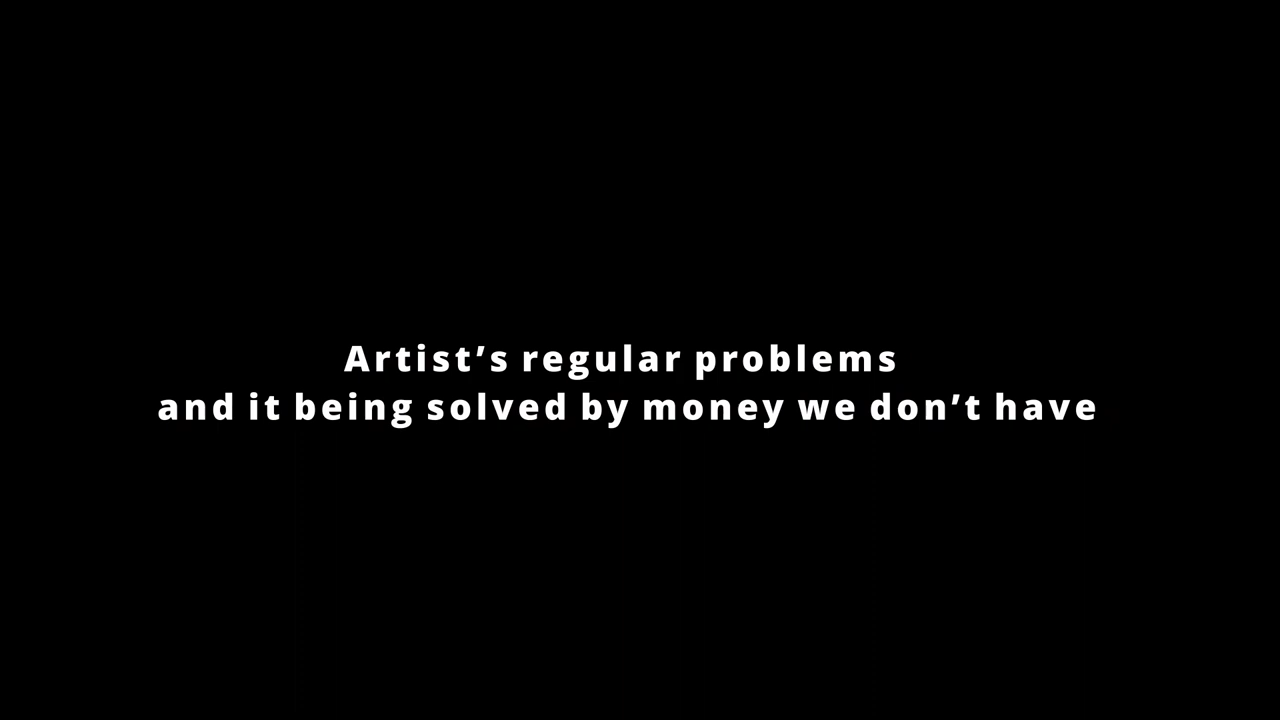 Artist’s regular problems
and it being solved by money we don’t have